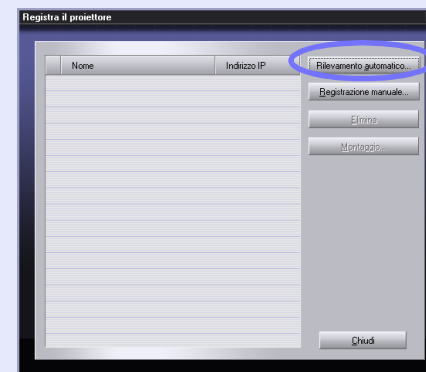 Registra il proiettore
Nome Indirizzo IP
Rilevamento automatico...
Registrazione manuale...
Elimina
Montaggio...
Chiudi